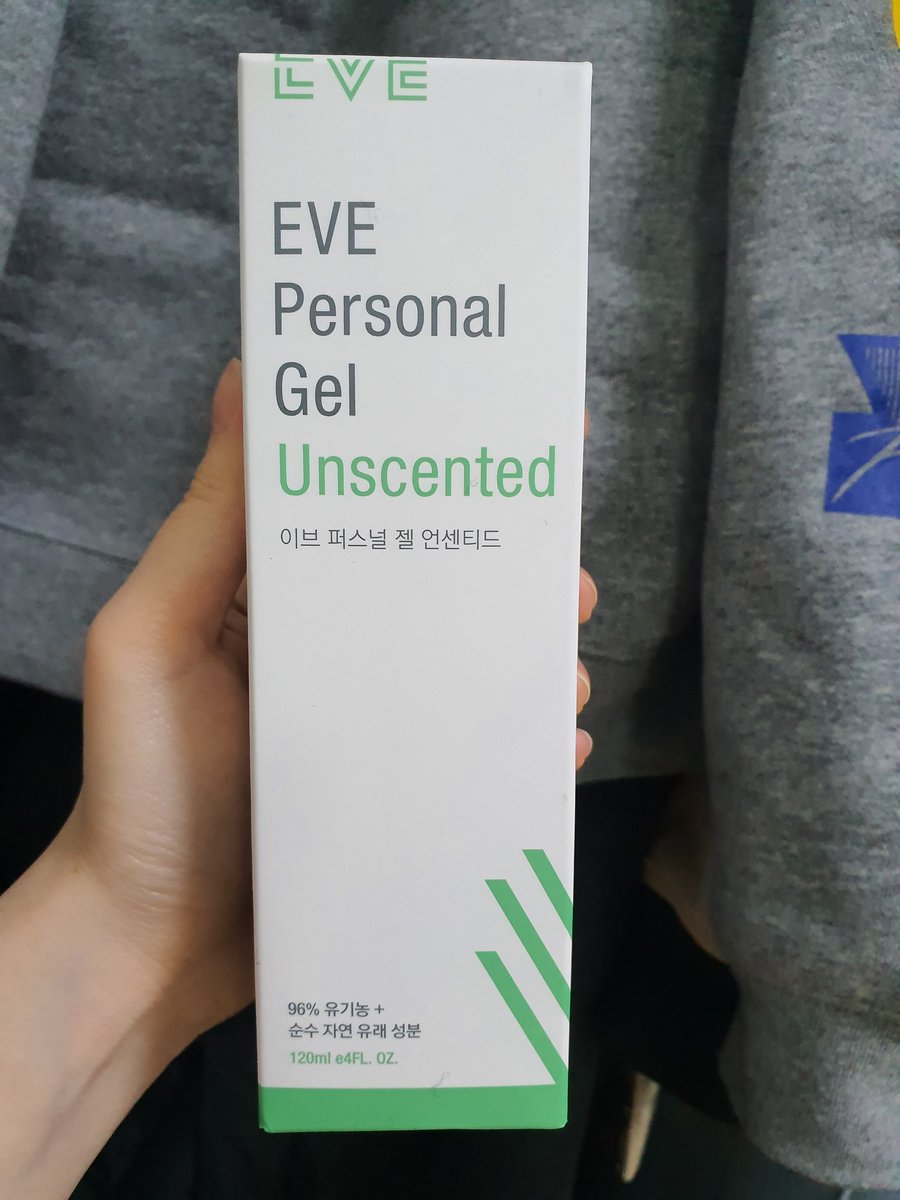 EVE
EVE
Personal
Gel
Unscented
이브 퍼스널 젤 언센티드
96% 유기농 +
순수 자연 유래 성분
120ml e4FL. OZ.